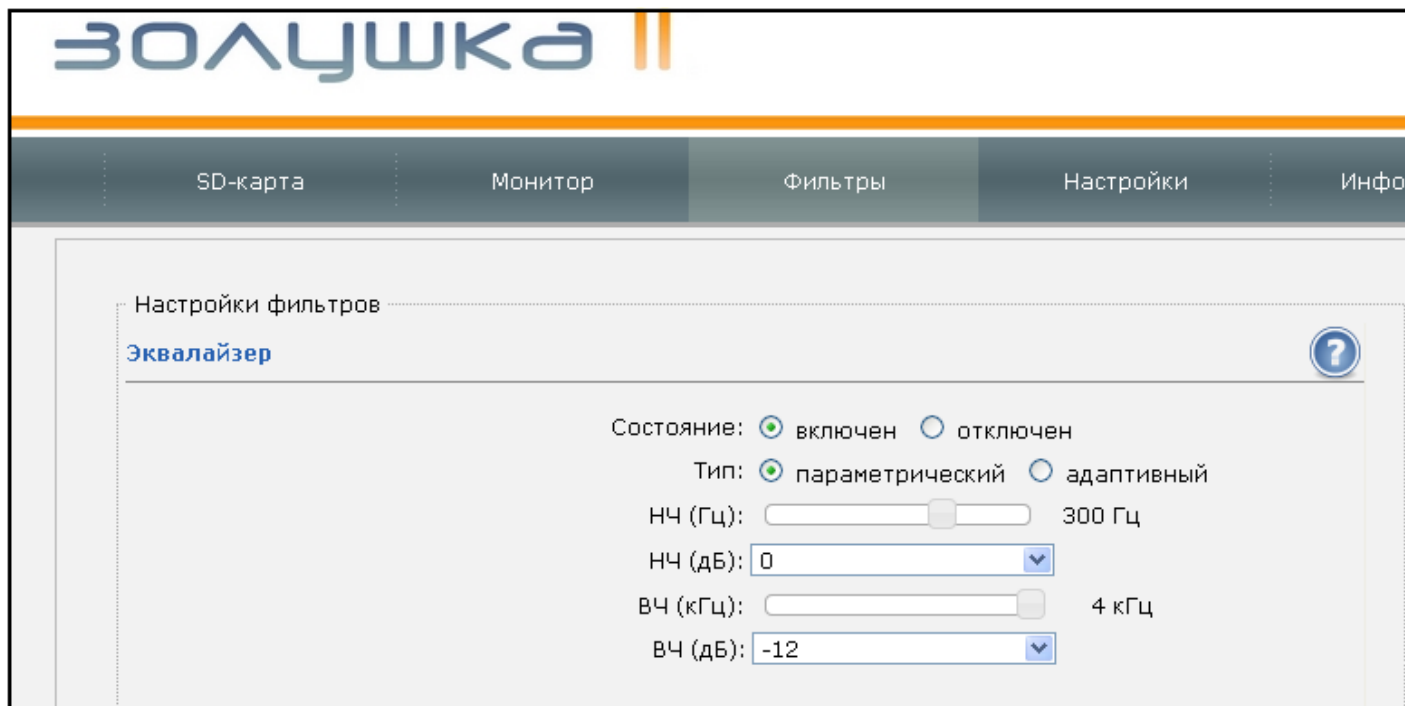 золушка II
SD-карта Монитор Фильтры Настройки Инфо
Настройки фильтров
Эквалайзер
?
Состояние: включен отключен
Тип: параметрический адаптивный
НЧ (Гц): 300 Гц
НЧ (дБ): 0
ВЧ (кГц): 4 кГц
ВЧ (дБ): -12